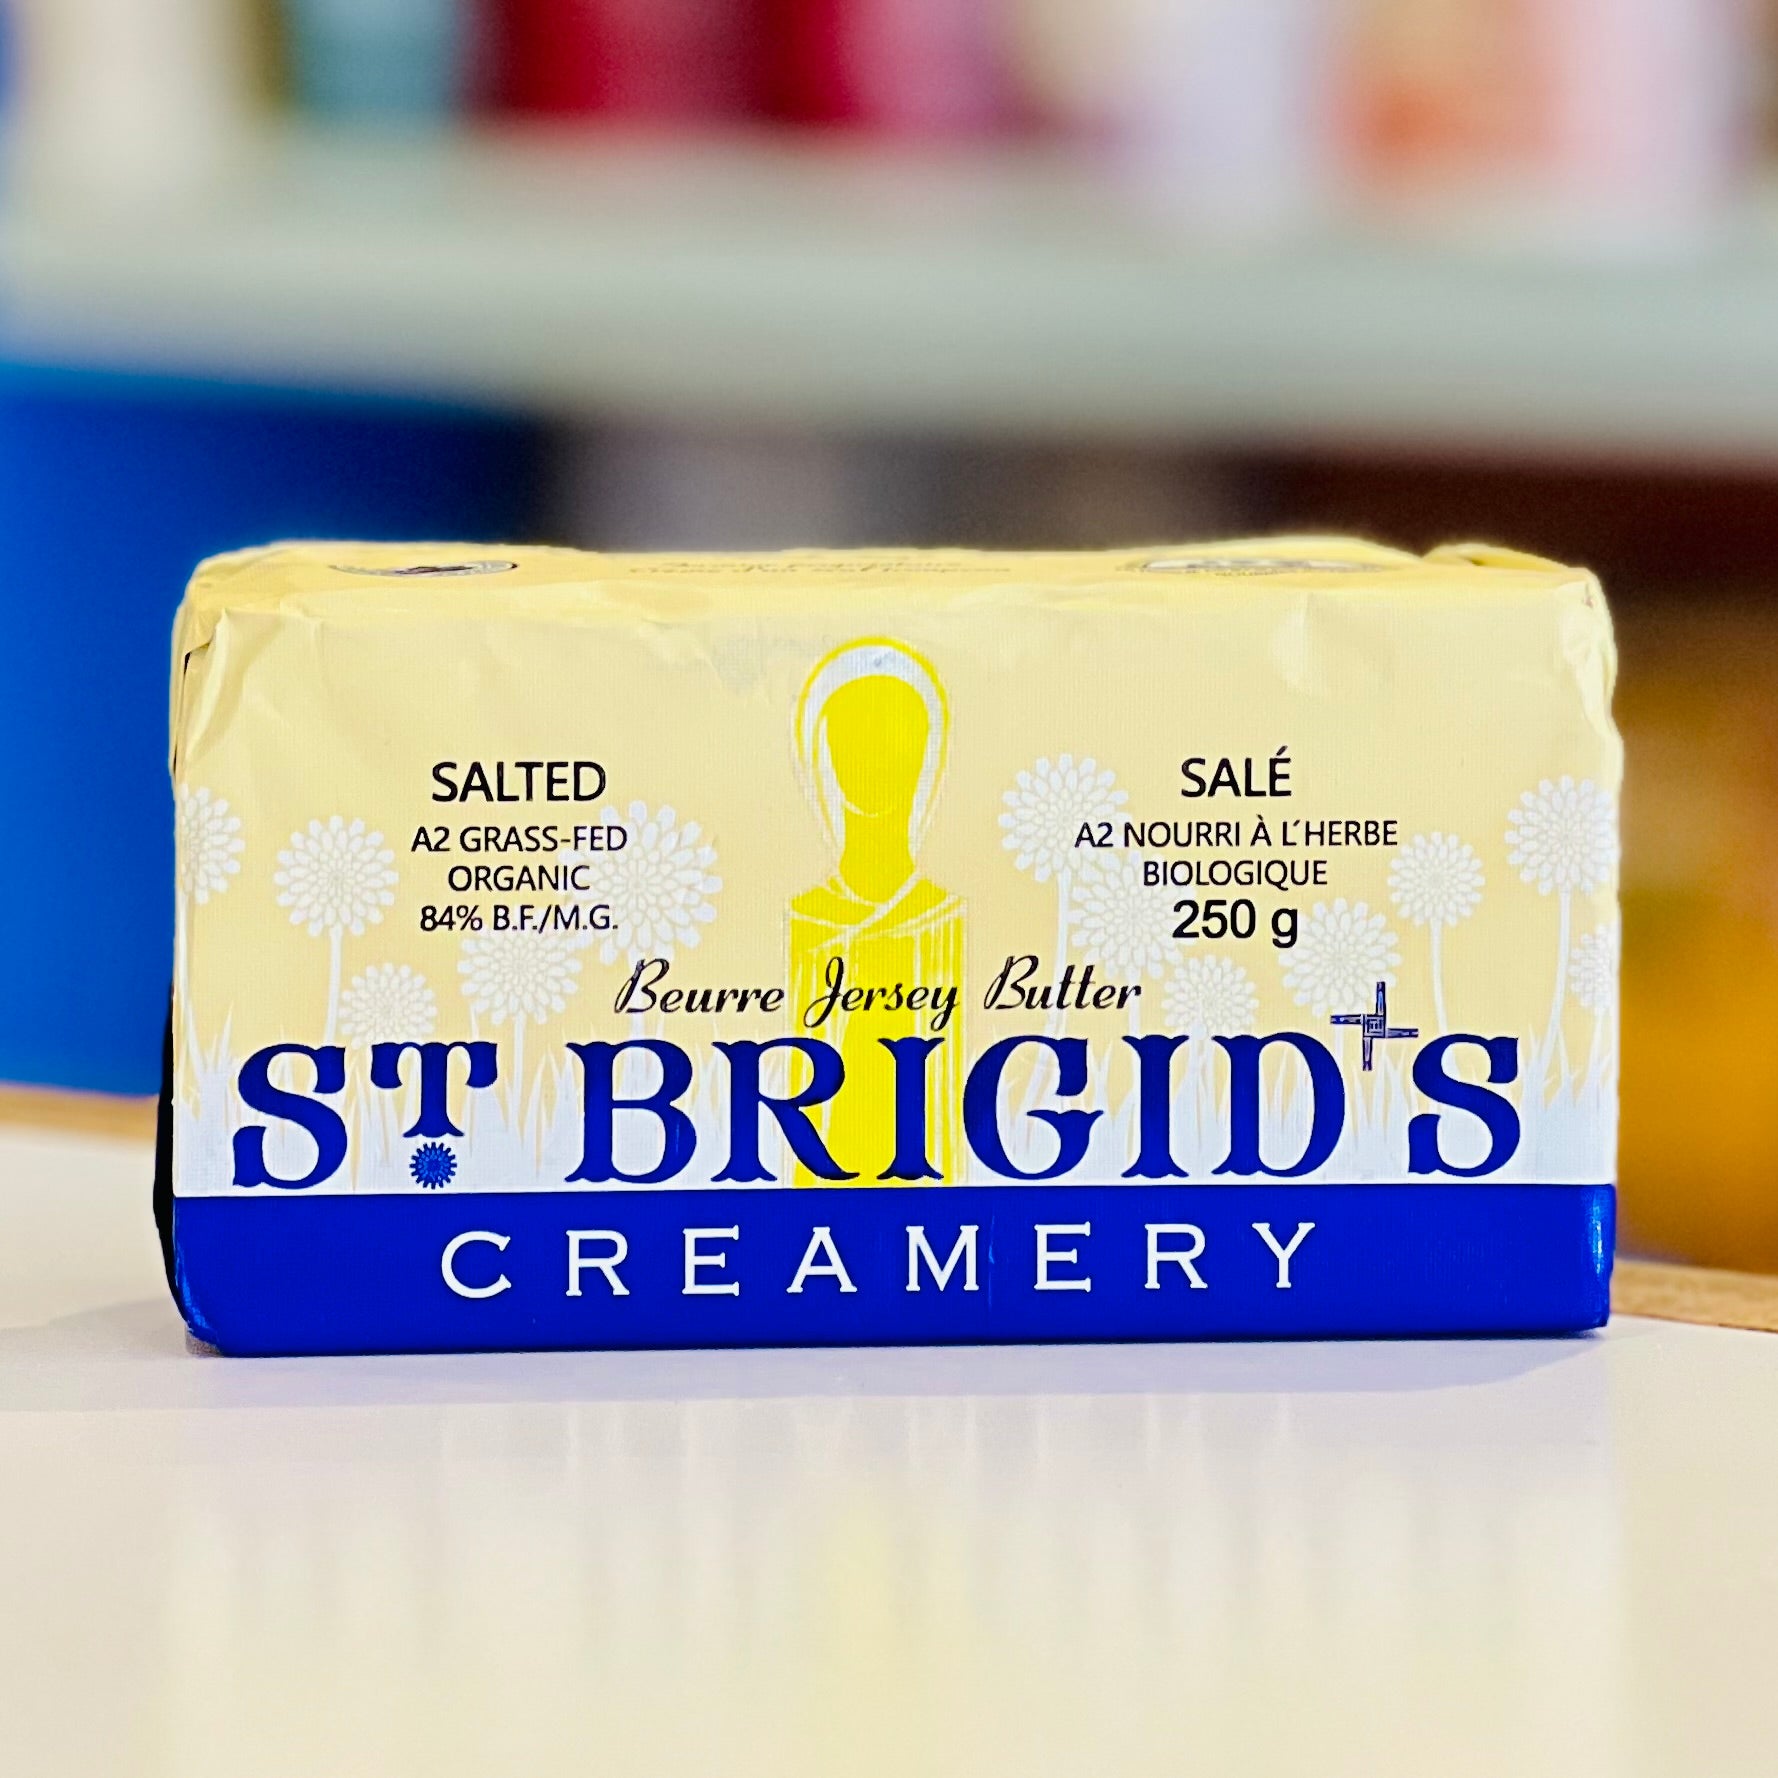 SALTED
A2 GRASS-FED
ORGANIC
84% B.F./M.G.
SALÉ
A2 NOURRI À L´HERBE
BIOLOGIQUE
250 g
Beurre Jersey Butter
ST. BRIGID'S
CREAMERY